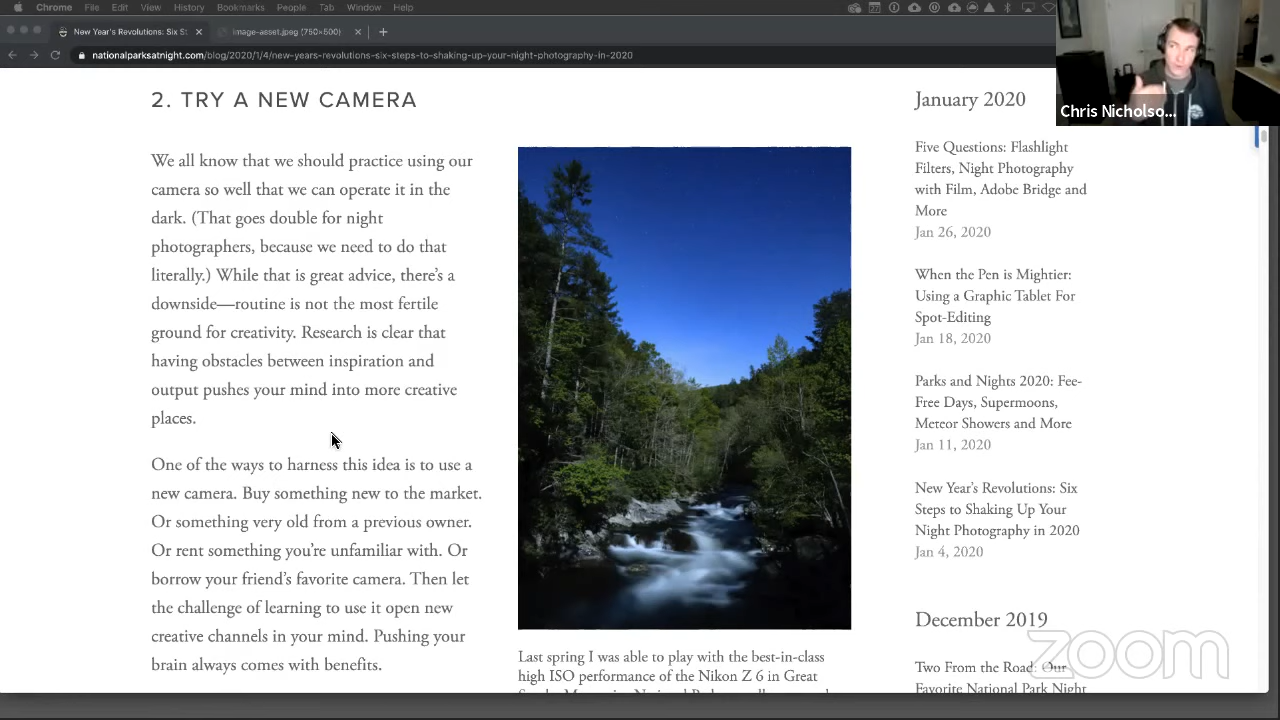 Chrome File Edit View History Bookmarks People Tab Window Help
New Year's Revolutions: Six St
image-asset.jpeg (750×600)
nationalparksatnight.com/blog/2020/1/4/new-years-revolutions-six-steps-to-shaking-up-your-night-photography-in-2020
Chris Nicholso...
2. TRY A NEW CAMERA
We all know that we should practice using our
camera so well that we can operate it in the
dark. (That goes double for night
photographers, because we need to do that
literally.) While that is great advice, there's a
downside—routine is not the most fertile
ground for creativity. Research is clear that
having obstacles between inspiration and
output pushes your mind into more creative
places.
One of the ways to harness this idea is to use a
new camera. Buy something new to the market.
Or something very old from a previous owner.
Or rent something you're unfamiliar with. Or
borrow your friend's favorite camera. Then let
the challenge of learning to use it open new
creative channels in your mind. Pushing your
brain always comes with benefits.
Last spring I was able to play with the best-in-class
high ISO performance of the Nikon Z 6 in Great
January 2020
Five Questions: Flashlight
Filters, Night Photography
with Film, Adobe Bridge and
More
Jan 26, 2020
When the Pen is Mightier:
Using a Graphic Tablet For
Spot-Editing
Jan 18, 2020
Parks and Nights 2020: Fee-
Free Days, Supermoons,
Meteor Showers and More
Jan 11, 2020
New Year's Revolutions: Six
Steps to Shaking Up Your
Night Photography in 2020
Jan 4, 2020
December 2019
Two From the Road: Our
Favorite National Park Night
zoom